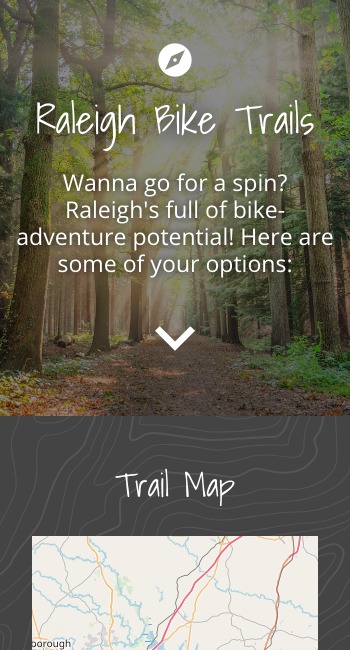 Raleigh Bike Trails
Wanna go for a spin?
Raleigh's full of bike-
adventure potential! Here are
some of your options:
Trail Map
borough